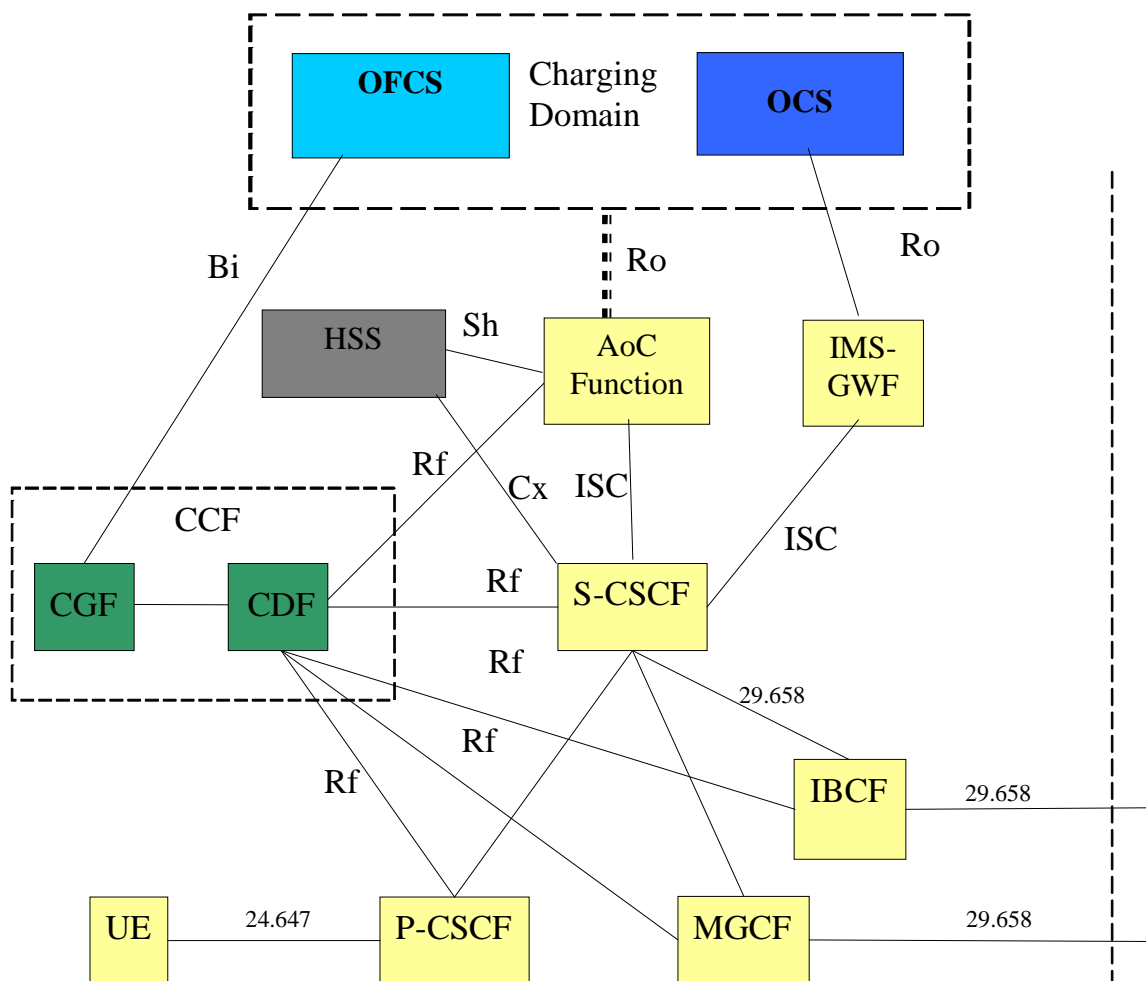 OFCS
Charging
Domain
OCS
Bi
Ro
Ro
HSS
Sh
AoC
Function
IMS-
GWF
Rf
Cx
ISC
ISC
CCF
CGF
CDF
Rf
S-CSCF
Rf
29.658
Rf
Rf
IBCF
29.658
UE
24.647
P-CSCF
MGCF
29.658